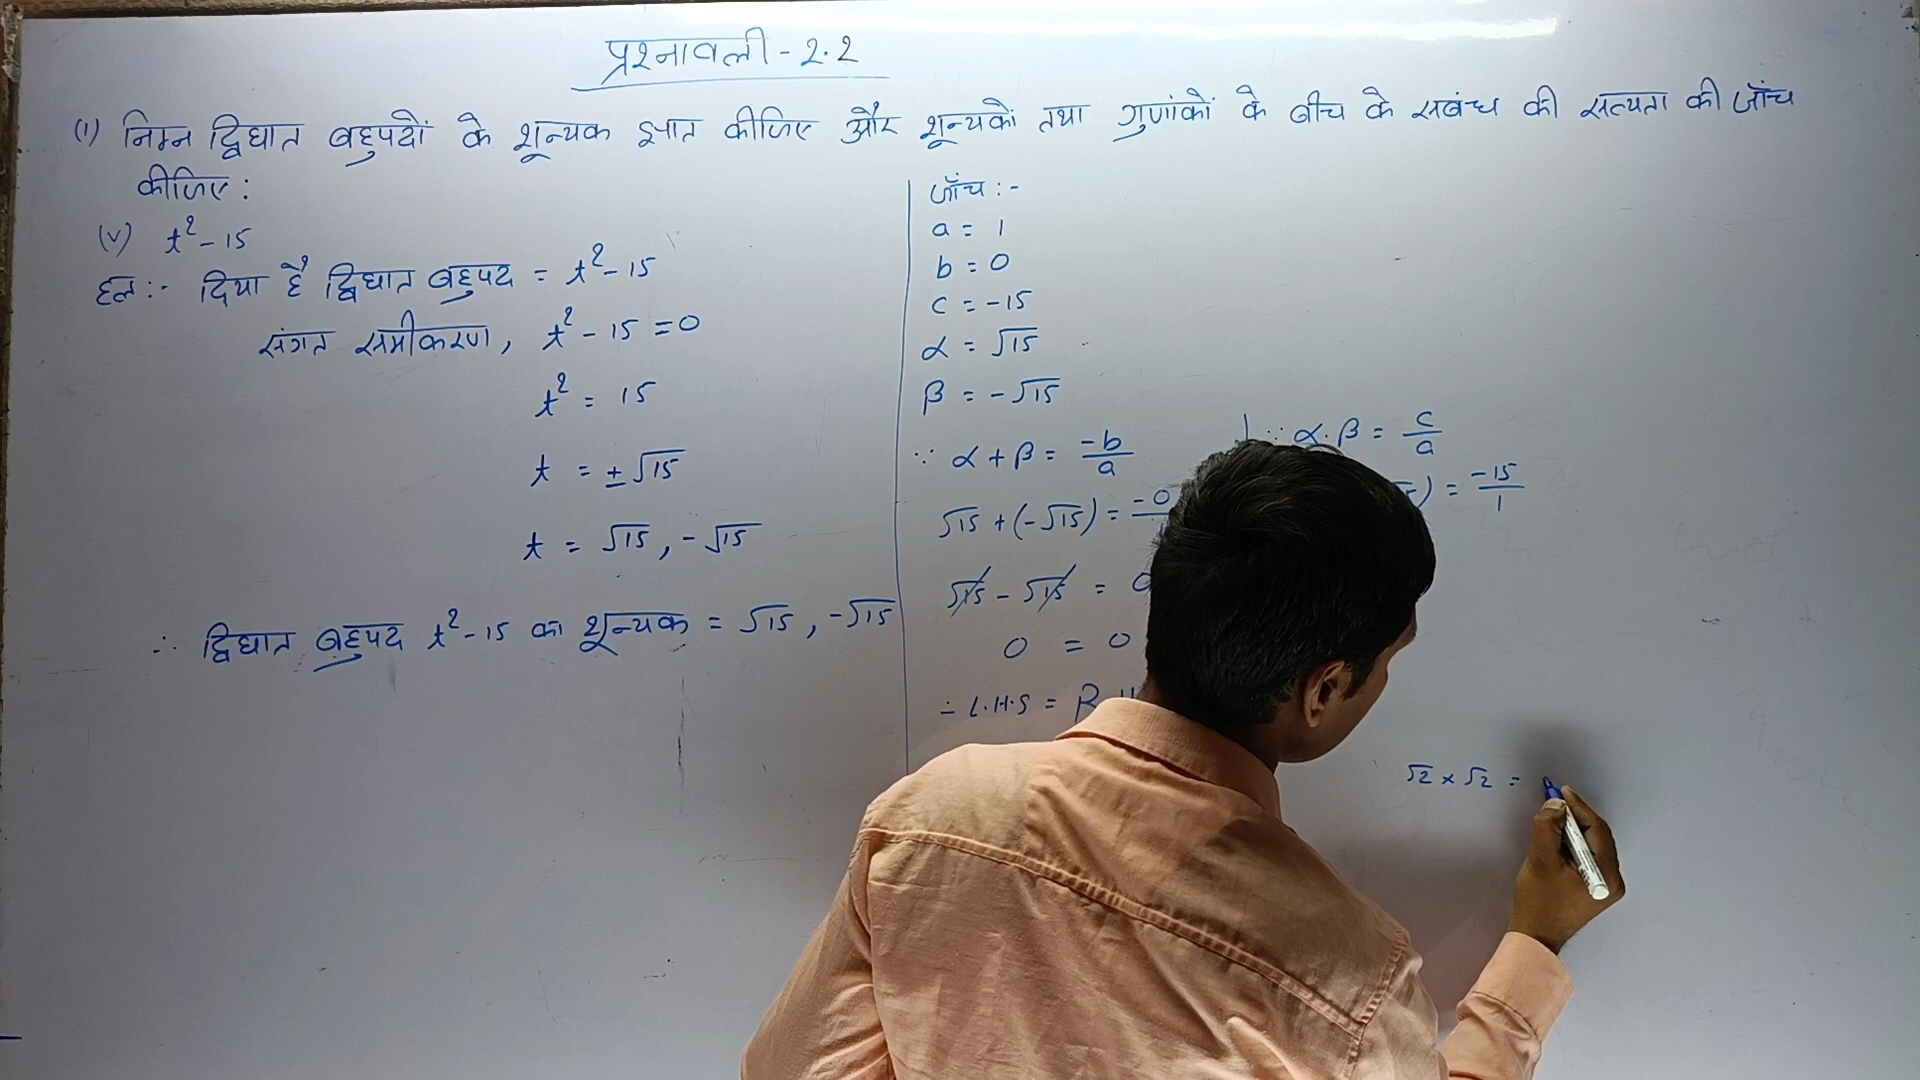 प्रश्नावली - 2.2
(1) निम्न द्विघात बहुपदों के शून्यक ज्ञात कीजिए और शून्यकों तथा गुणांकों के बीच के सबंध की सत्यता की जाँच
कीजिए :
(v) t² - 15
हल :- दिया है द्विघात बहुपद = t² - 15
संगत समीकरण, t² - 15 = 0
t² = 15
t = ±√15
t = √15, -√15
∴ द्विघात बहुपद t² - 15 का शून्यक = √15, -√15
जाँच :-
a = 1
b = 0
c = -15
α = √15
β = -√15
∵ α + β = -b/a
√15 + (-√15) = -0
√15 - √15 = 0
0 = 0
∴ L.H.S = R
∵ α · β = c/a
) = -15/1
√2 × √2 =